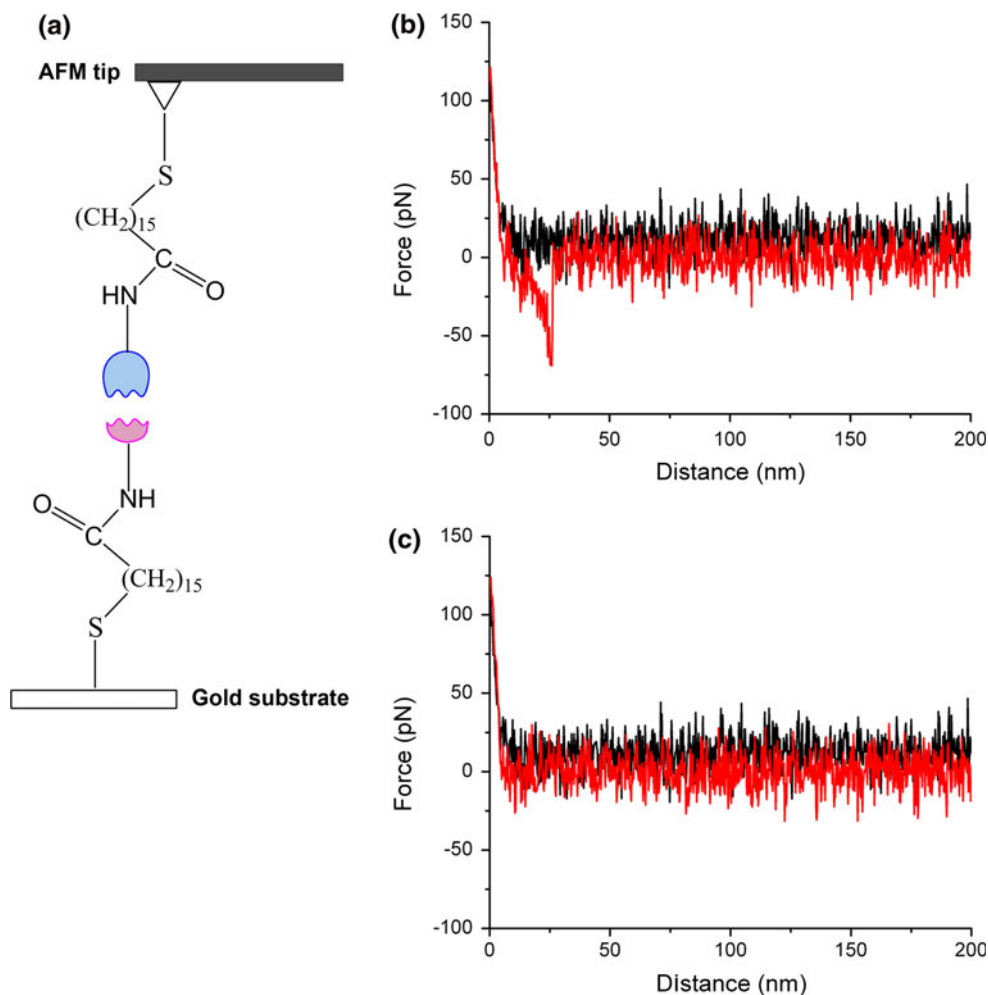 (a)
AFM tip
S
(CH2)15
C
O
HN
O
NH
C
(CH2)15
S
Gold substrate
(b)
150
100
50
0
-50
-100
Force (pN)
0 50 100 150 200
Distance (nm)
(c)
150
100
50
0
-50
-100
Force (pN)
0 50 100 150 200
Distance (nm)